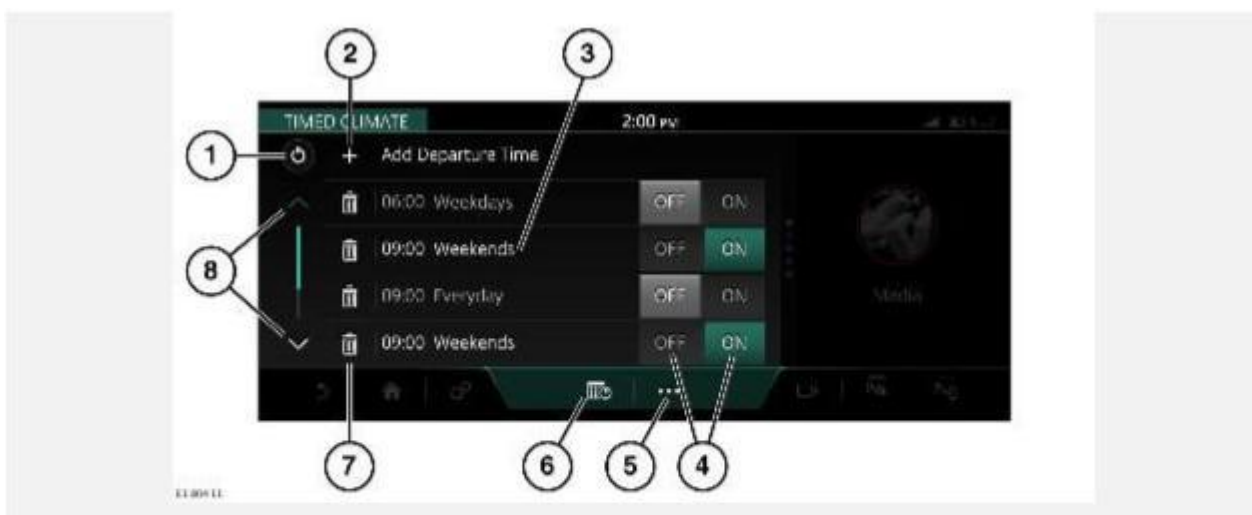 2 3
TIMED CLIMATE 2:00 PM
1 + Add Departure Time
06:00 Weekdays OFF ON
09:00 Weekends OFF ON
8
09:00 Everyday OFF ON
Media
09:00 Weekends OFF ON
7 6 5 4